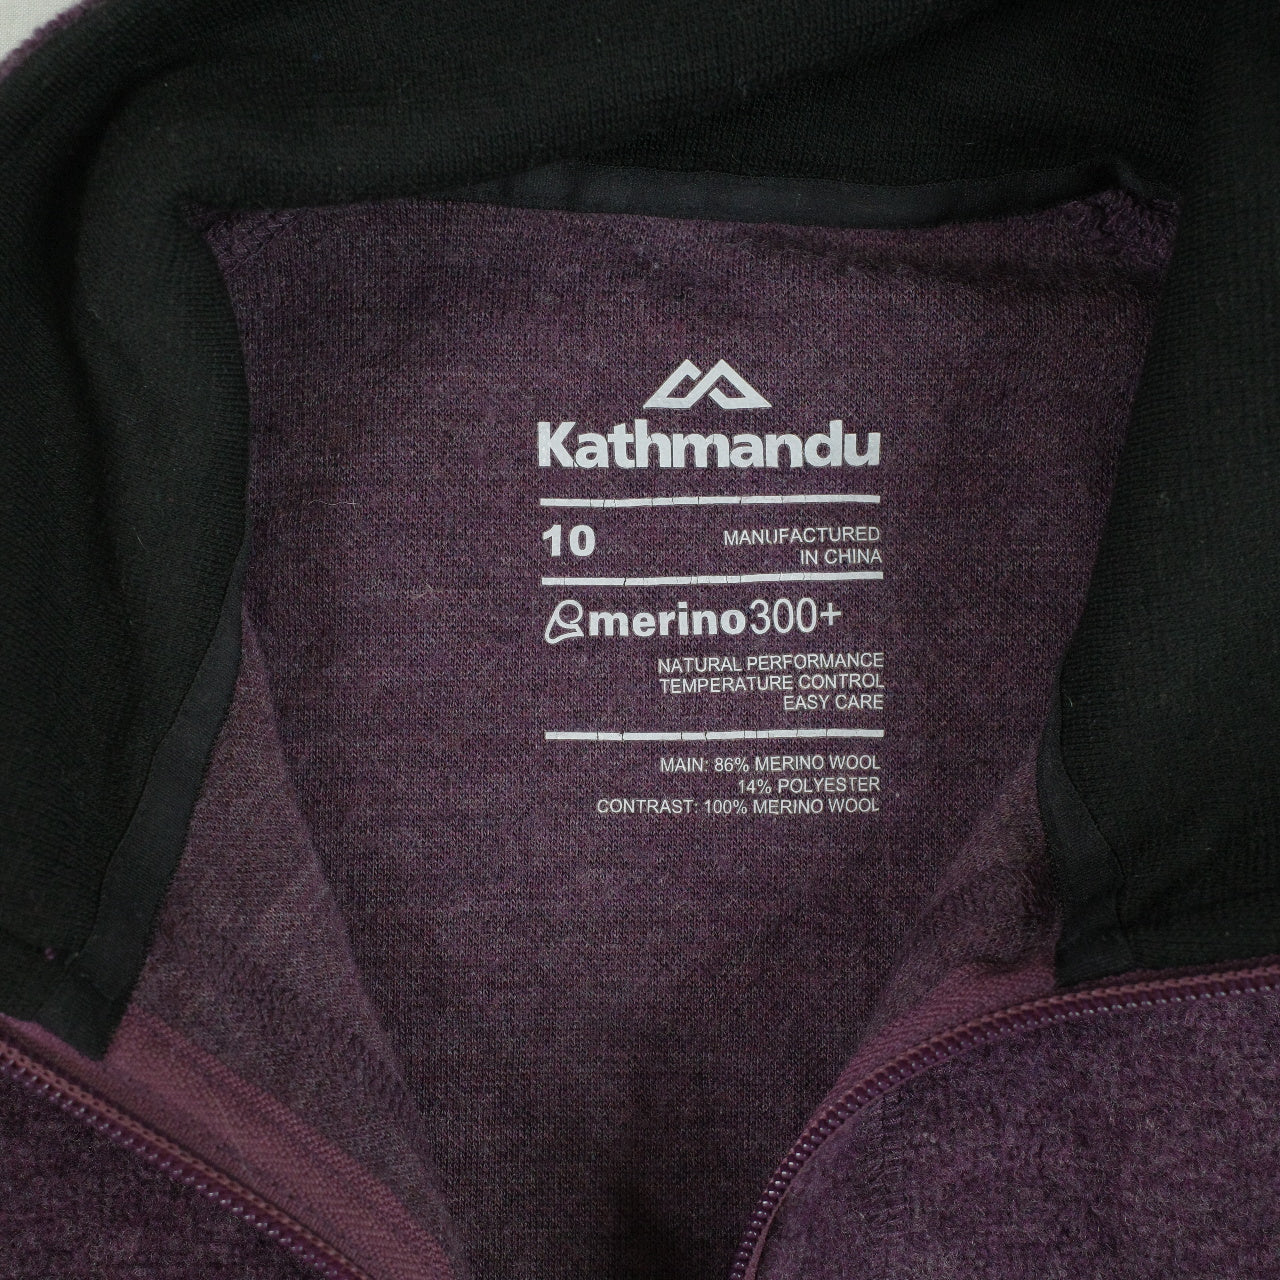 Kathmandu
10
MANUFACTURED
IN CHINA
merino300+
NATURAL PERFORMANCE
TEMPERATURE CONTROL
EASY CARE
MAIN: 86% MERINO WOOL
14% POLYESTER
CONTRAST: 100% MERINO WOOL